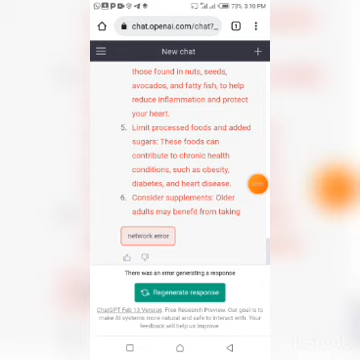 73% 3:10 PM
chat.openai.com/chat?_
1
New chat
those found in nuts, seeds,
avocados, and fatty fish, to help
reduce inflammation and protect
your heart.
5. Limit processed foods and added
sugars: These foods can
contribute to chronic health
conditions, such as obesity,
diabetes, and heart disease.
6. Consider supplements: Older
adults may benefit from taking
network error
There was an error generating a response
Regenerate response
ChatGPT Feb 13 Version. Free Research Preview. Our goal is to
make AI systems more natural and safe to interact with. Your
feedback will help us improve.